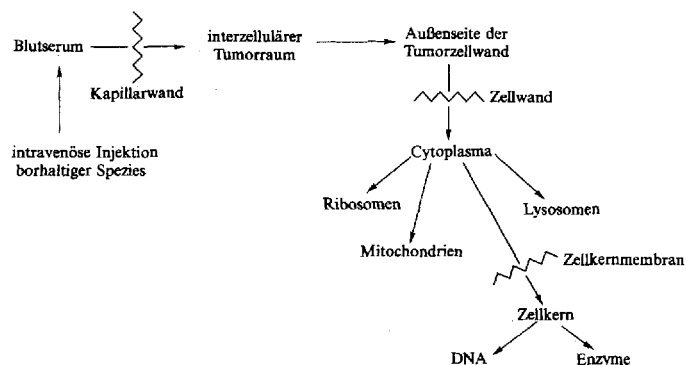 Blutserum
interzellulärer
Tumorraum
Außenseite der
Tumorzellwand
Kapillarwand
Zellwand
intravenöse Injektion
borhaltiger Spezies
Cytoplasma
Ribosomen
Lysosomen
Mitochondrien
Zellkernmembran
Zellkern
DNA
Enzyme